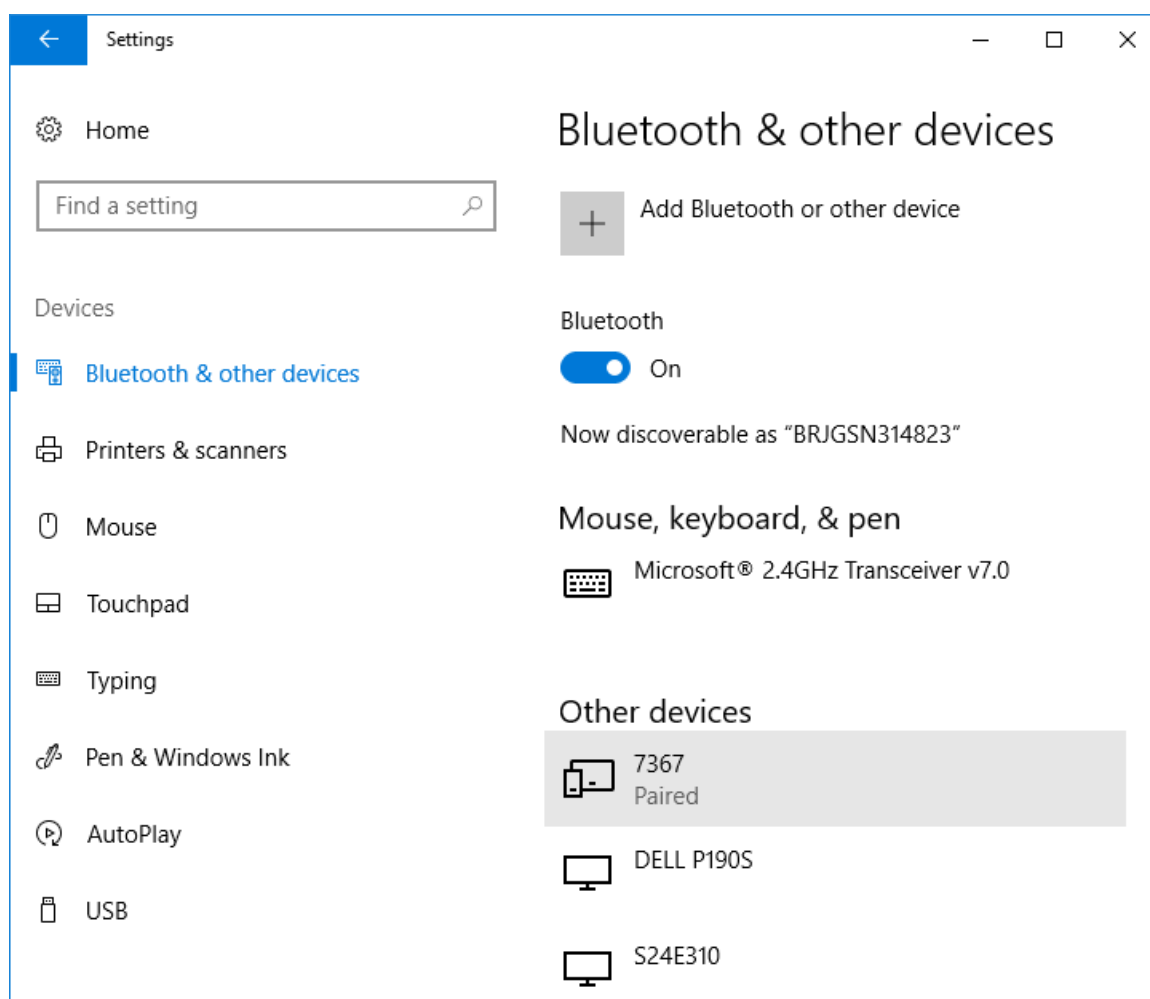 Settings
Home
Find a setting
Devices
Bluetooth & other devices
Printers & scanners
Mouse
Touchpad
Typing
Pen & Windows Ink
AutoPlay
USB
Bluetooth & other devices
Add Bluetooth or other device
Bluetooth
On
Now discoverable as “BRJGSN314823”
Mouse, keyboard, & pen
Microsoft® 2.4GHz Transceiver v7.0
Other devices
7367
Paired
DELL P190S
S24E310